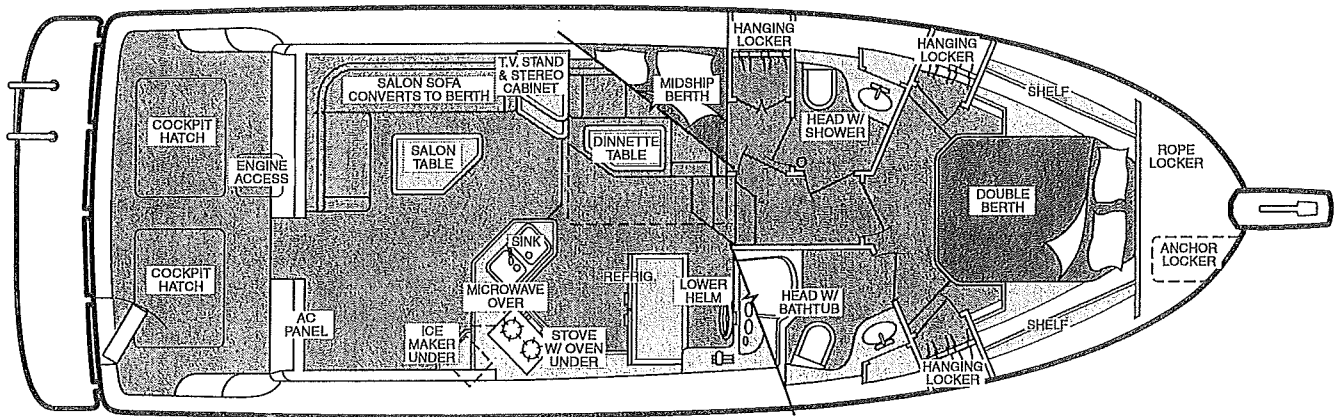 HANGING
LOCKER
HANGING
LOCKER
T.V. STAND
& STEREO
CABINET
SALON SOFA
CONVERTS TO BERTH
MIDSHIP
BERTH
SHELF
COCKPIT
HATCH
HEAD W/
SHOWER
ENGINE
ACCESS
SALON
TABLE
DINNETTE
TABLE
ROPE
LOCKER
DOUBLE
BERTH
SINK
ANCHOR
LOCKER
COCKPIT
HATCH
REFRIG.
LOWER
HELM
MICROWAVE
OVER
HEAD W/
BATHTUB
AC
PANEL
ICE
MAKER
UNDER
STOVE
W/ OVEN
UNDER
SHELF
HANGING
LOCKER